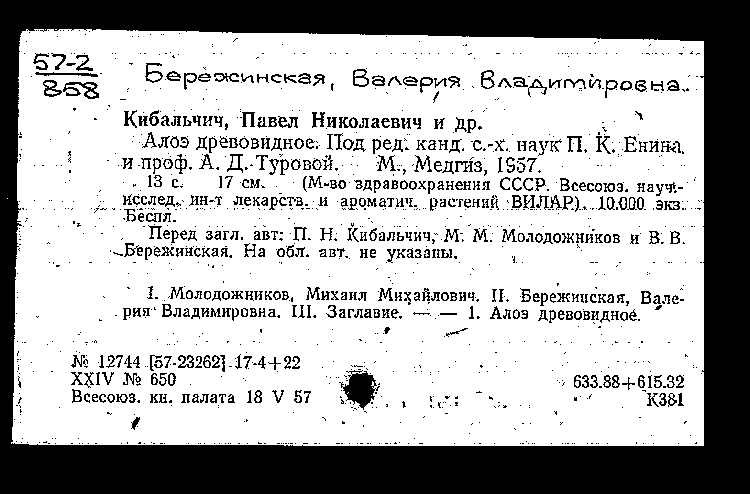 57-2
868
Бережинская, Валерия Владимировна.
Кибальчич, Павел Николаевич и др.
Алоэ древовидное. Под ред. канд. с.-х. наук П. К. Енина
и проф. А. Д. Туровой. М., Медгиз, 1957.
13 с. 17 см. (М-во здравоохранения СССР. Всесоюз. научн-
исслед. ин-т лекарств. и ароматич. растений ВИЛАР). 10.000 экз.
Беспл.
Перед загл. авт: П. Н. Кибальчич, М. М. Молодожников и В. В.
Бережинская. На обл. авт. не указаны.
I. Молодожников, Михаил Михайлович. II. Бережинская, Вале-
рия Владимировна. III. Заглавие. — — 1. Алоэ древовидное.
№ 12744 [57-23262] 17-4+22
XXIV № 650
633.88+615.32
Всесоюз. кн. палата 18 V 57
К381